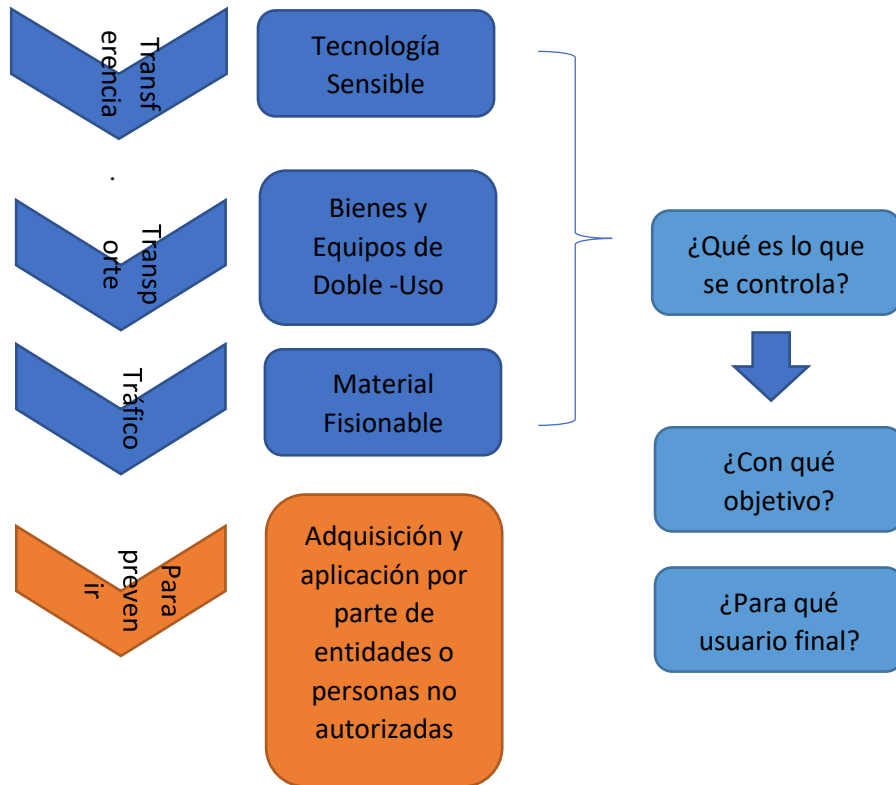 Transf
erencia
.
Tecnología
Sensible
Transp
orte
Bienes y
Equipos de
Doble -Uso
Tráfico
Material
Fisionable
Para
preven
ir
Adquisición y
aplicación por
parte de
entidades o
personas no
autorizadas
¿Qué es lo que
se controla?
¿Con qué
objetivo?
¿Para qué
usuario final?